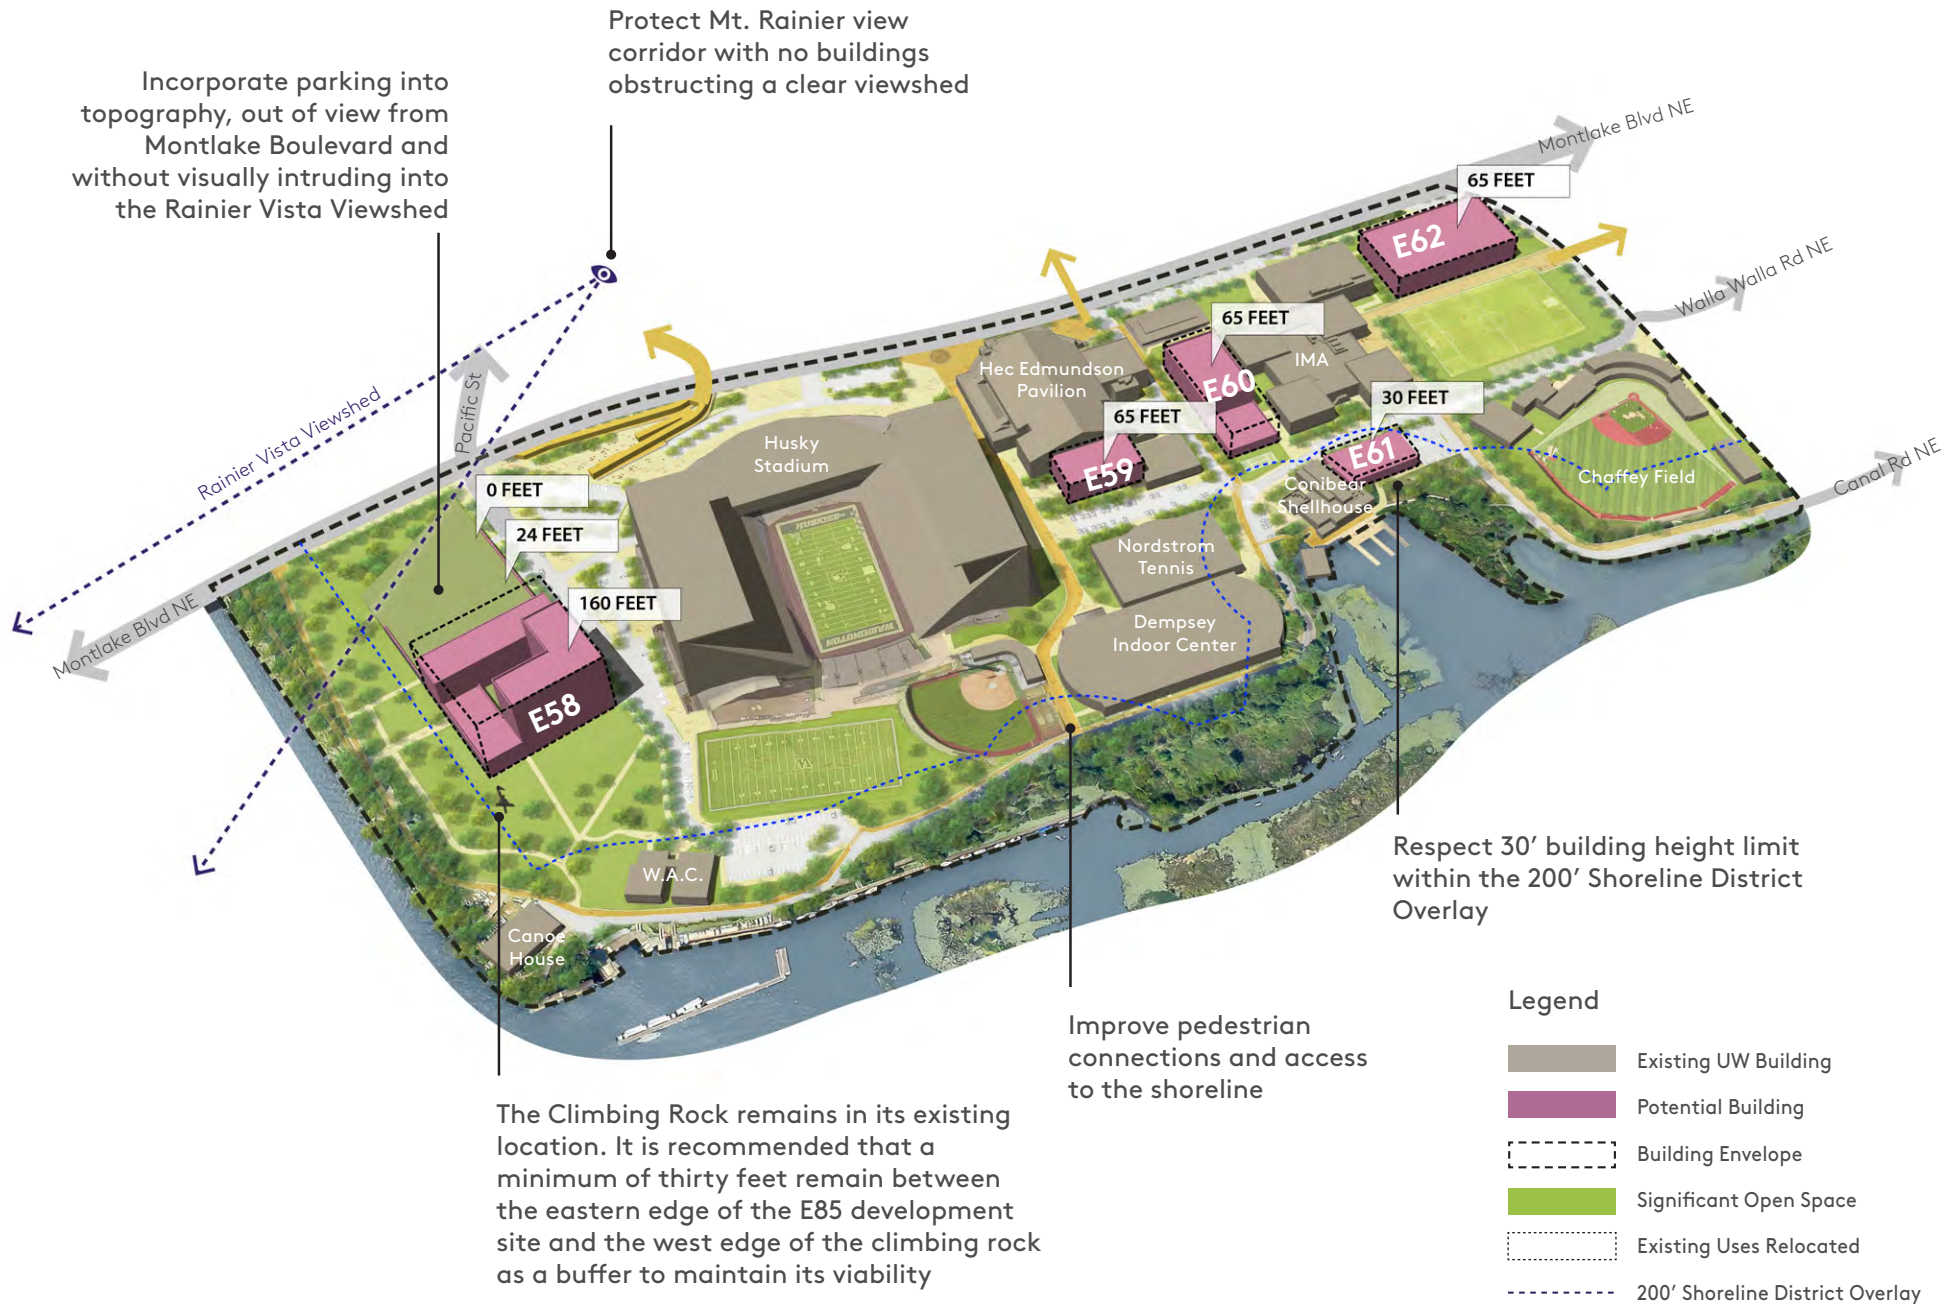 Protect Mt. Rainier view
corridor with no buildings
obstructing a clear viewshed
Incorporate parking into
topography, out of view from
Montlake Boulevard and
without visually intruding into
the Rainier Vista Viewshed
Montlake Blvd NE
65 FEET
E62
Walla Walla Rd NE
65 FEET
E60
IMA
Hec Edmundson
Pavilion
30 FEET
E61
65 FEET
E59
Rainier Vista Viewshed
Pacific St
Husky
Stadium
Chaffey Field
Canal Rd NE
Conibear
Shellhouse
0 FEET
24 FEET
160 FEET
E58
HUSKIES
WASHINGTON
W
Nordstrom
Tennis
Dempsey
Indoor Center
Montlake Blvd NE
W.A.C.
Canoe
House
Respect 30’ building height limit
within the 200’ Shoreline District
Overlay
Improve pedestrian
connections and access
to the shoreline
The Climbing Rock remains in its existing
location. It is recommended that a
minimum of thirty feet remain between
the eastern edge of the E85 development
site and the west edge of the climbing rock
as a buffer to maintain its viability
Legend
Existing UW Building
Potential Building
Building Envelope
Significant Open Space
Existing Uses Relocated
200’ Shoreline District Overlay